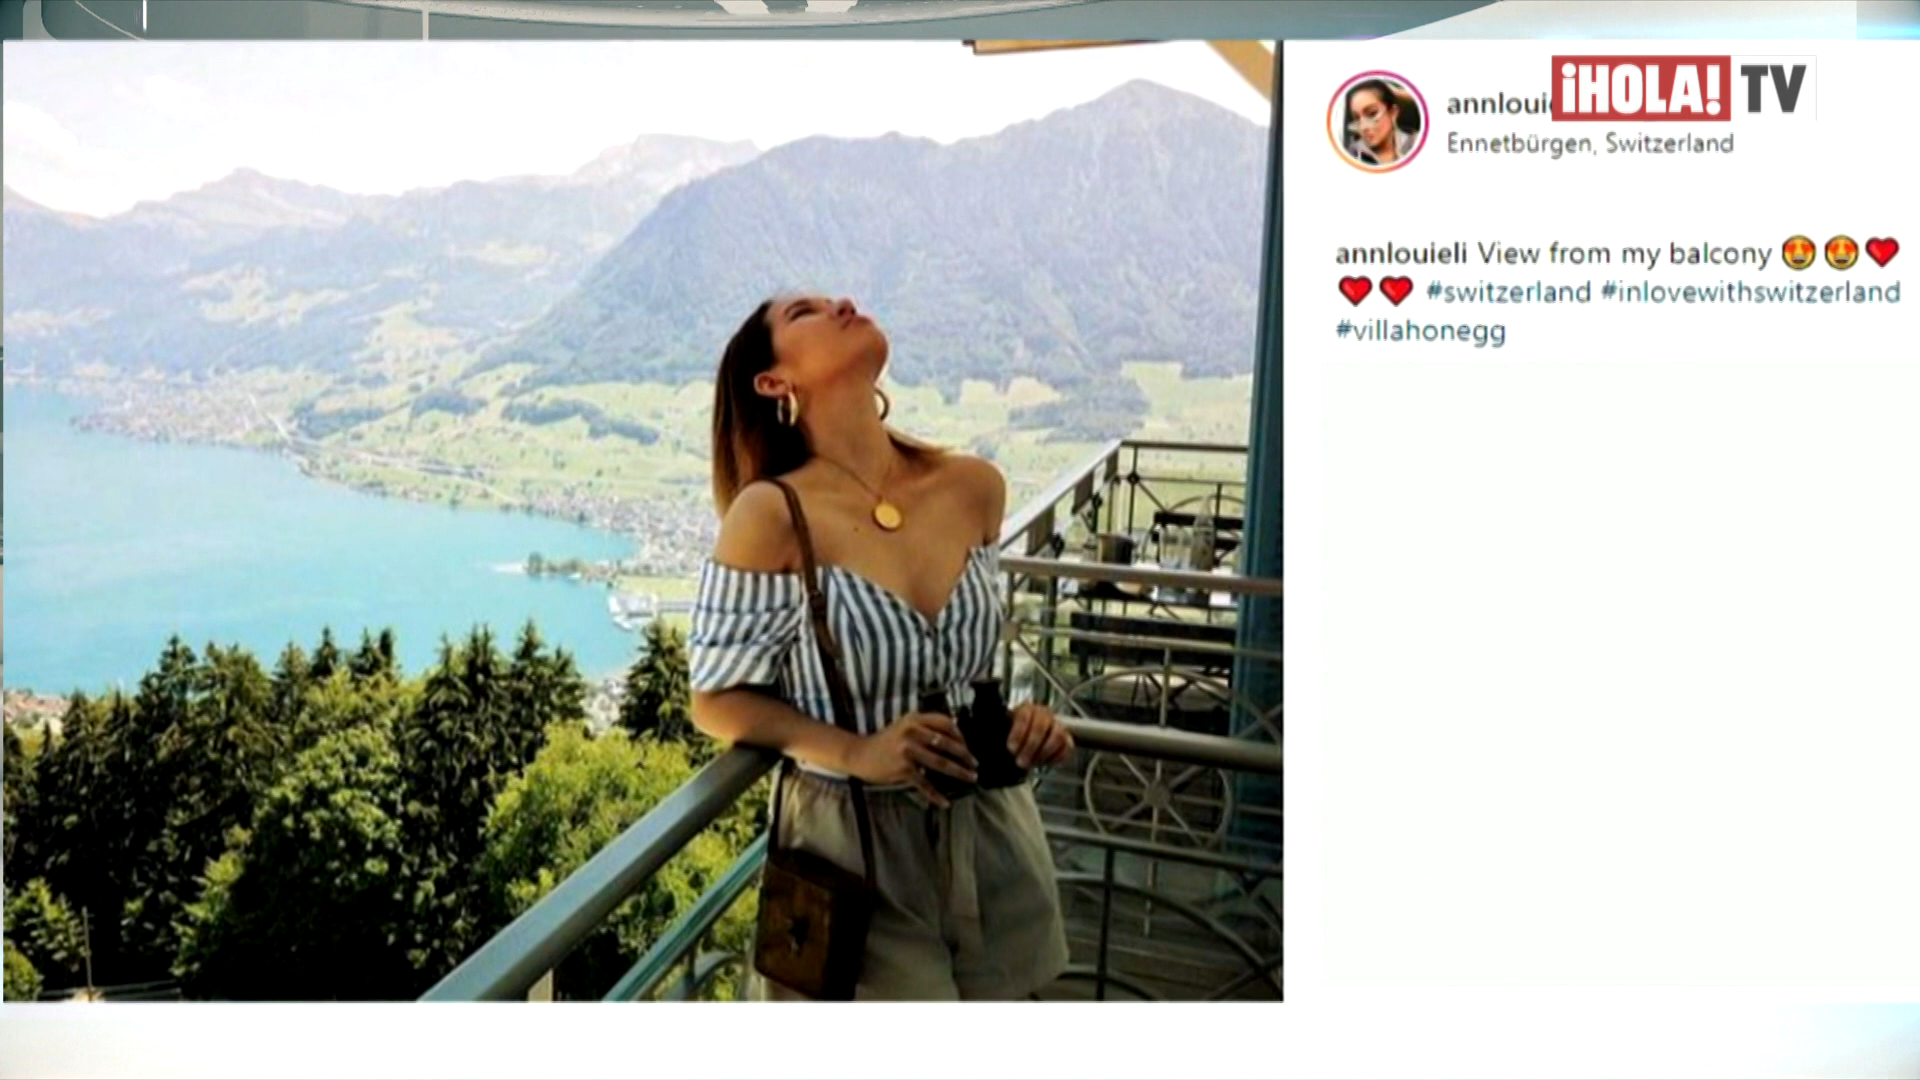 annloui
¡HOLA! TV
Ennetbürgen, Switzerland
annlouieli View from my balcony 😍😍❤
❤❤ #switzerland #inlovewithswitzerland
#villahonegg